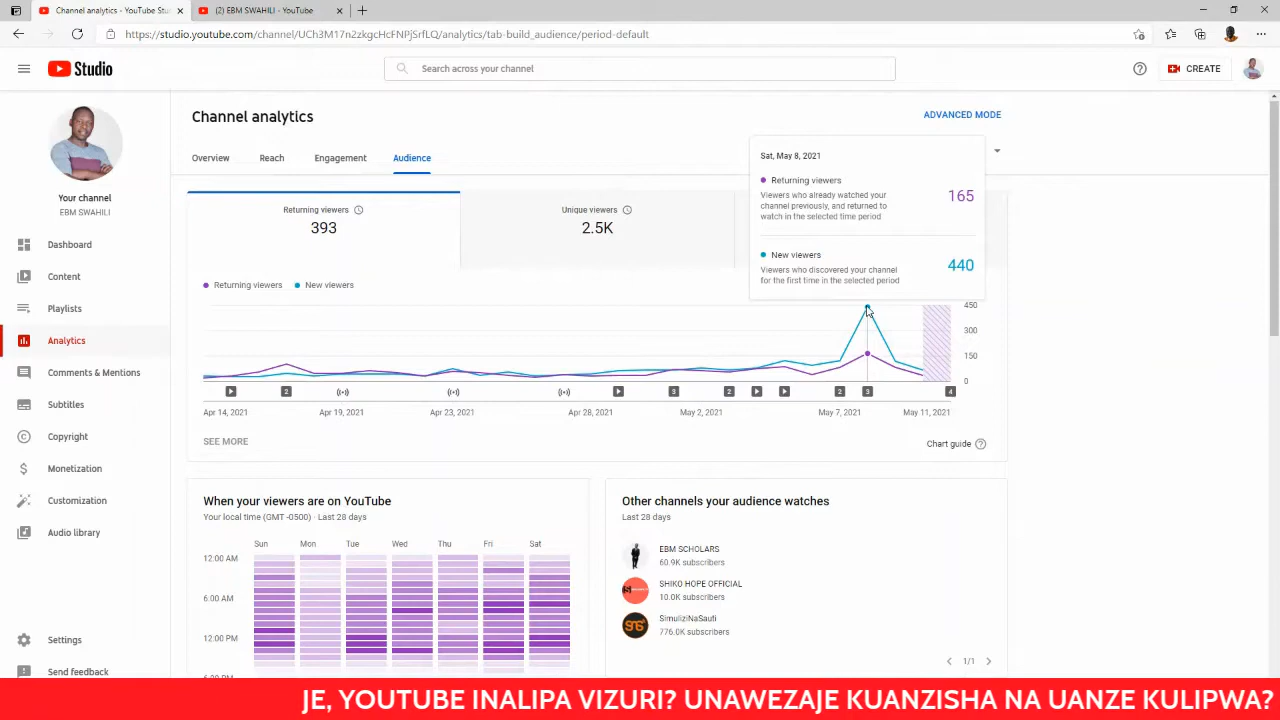 Channel analytics - YouTube Stu
(2) EBM SWAHILI - YouTube
https://studio.youtube.com/channel/UCh3M17n2zkgcHcFNPjSrfLQ/analytics/tab-build_audience/period-default
Studio
Search across your channel
CREATE
Your channel
EBM SWAHILI
Dashboard
Content
Playlists
Analytics
Comments & Mentions
Subtitles
Copyright
Monetization
Customization
Audio library
Settings
Send feedback
Channel analytics
ADVANCED MODE
Overview
Reach
Engagement
Audience
Returning viewers
393
Unique viewers
2.5K
Sat, May 8, 2021
Returning viewers
165
Viewers who already watched your
channel previously, and returned to
watch in the selected time period
New viewers
440
Viewers who discovered your channel
for the first time in the selected period
Returning viewers
New viewers
450
300
150
0
2
3
2
2
3
4
Apr 14, 2021
Apr 19, 2021
Apr 23, 2021
Apr 28, 2021
May 2, 2021
May 7, 2021
May 11, 2021
SEE MORE
Chart guide
When your viewers are on YouTube
Your local time (GMT -0500) · Last 28 days
Sun
Mon
Tue
Wed
Thu
Fri
Sat
12:00 AM
6:00 AM
12:00 PM
Other channels your audience watches
Last 28 days
EBM SCHOLARS
60.9K subscribers
SHIKO HOPE OFFICIAL
10.0K subscribers
SimuliziNaSauti
776.0K subscribers
1/1
JE, YOUTUBE INALIPA VIZURI? UNAWEZAJE KUANZISHA NA UANZE KULIPWA?